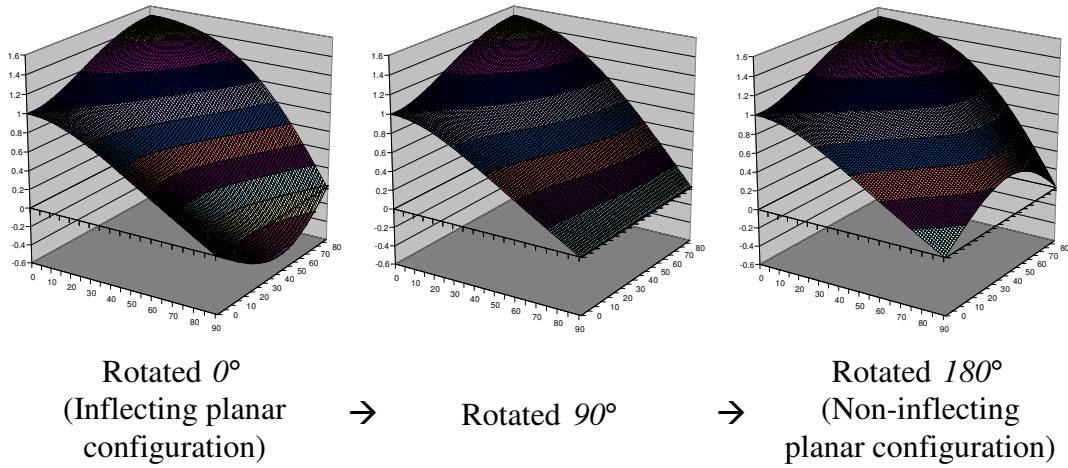 1.6
1.4
1.2
1
0.8
0.6
0.4
0.2
0
-0.2
-0.4
-0.6
0 10 20 30 40 50 60 70 80 90
0 10 20 30 40 50 60 70 80
1.6
1.4
1.2
1
0.8
0.6
0.4
0.2
0
-0.2
-0.4
-0.6
0 10 20 30 40 50 60 70 80 90
0 10 20 30 40 50 60 70 80
1.6
1.4
1.2
1
0.8
0.6
0.4
0.2
0
-0.2
-0.4
-0.6
0 10 20 30 40 50 60 70 80 90
0 10 20 30 40 50 60 70 80
Rotated 0°
(Inflecting planar
configuration)
→
Rotated 90°
→
Rotated 180°
(Non-inflecting
planar configuration)